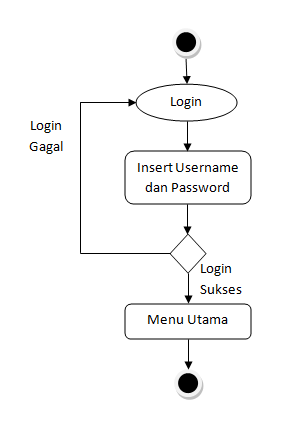 Login
Login
Gagal
Insert Username
dan Password
Login
Sukses
Menu Utama